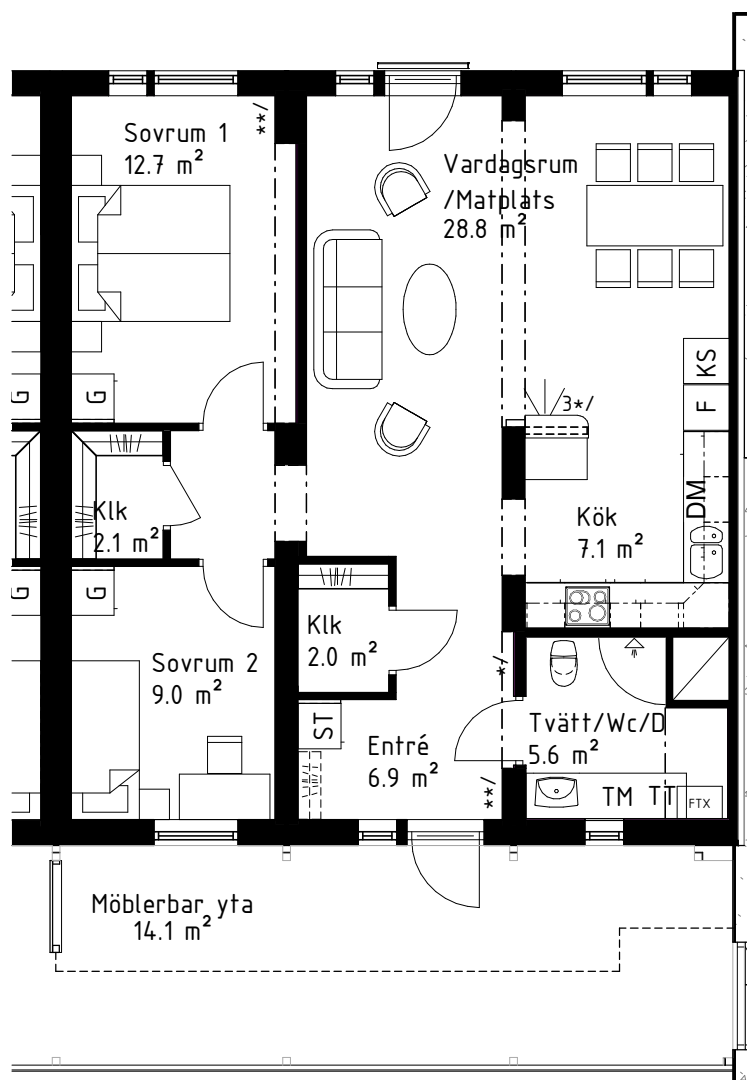 **/
Sovrum 1
12.7 m²
Vardagsrum
/Matplats
28.8 m²
KS
F
3*/
G
G
DM
Klk
2.1 m²
Kök
7.1 m²
G
G
Klk
2.0 m²
Sovrum 2
9.0 m²
*/
ST
Entré
6.9 m²
Tvätt/Wc/D
5.6 m²
**/
TM TT
FTX
Möblerbar yta
14.1 m²